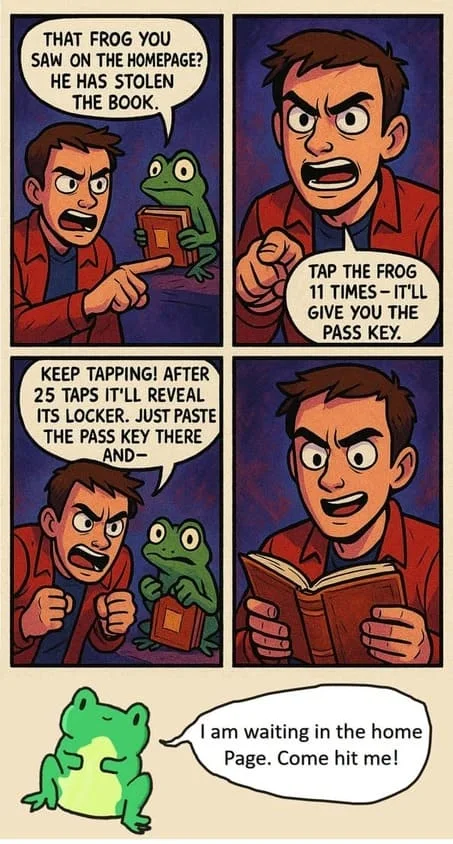 THAT FROG YOU
SAW ON THE HOMEPAGE?
HE HAS STOLEN
THE BOOK.
TAP THE FROG
11 TIMES – IT'LL
GIVE YOU THE
PASS KEY.
KEEP TAPPING! AFTER
25 TAPS IT'LL REVEAL
ITS LOCKER. JUST PASTE
THE PASS KEY THERE
AND–
I am waiting in the home
Page. Come hit me!